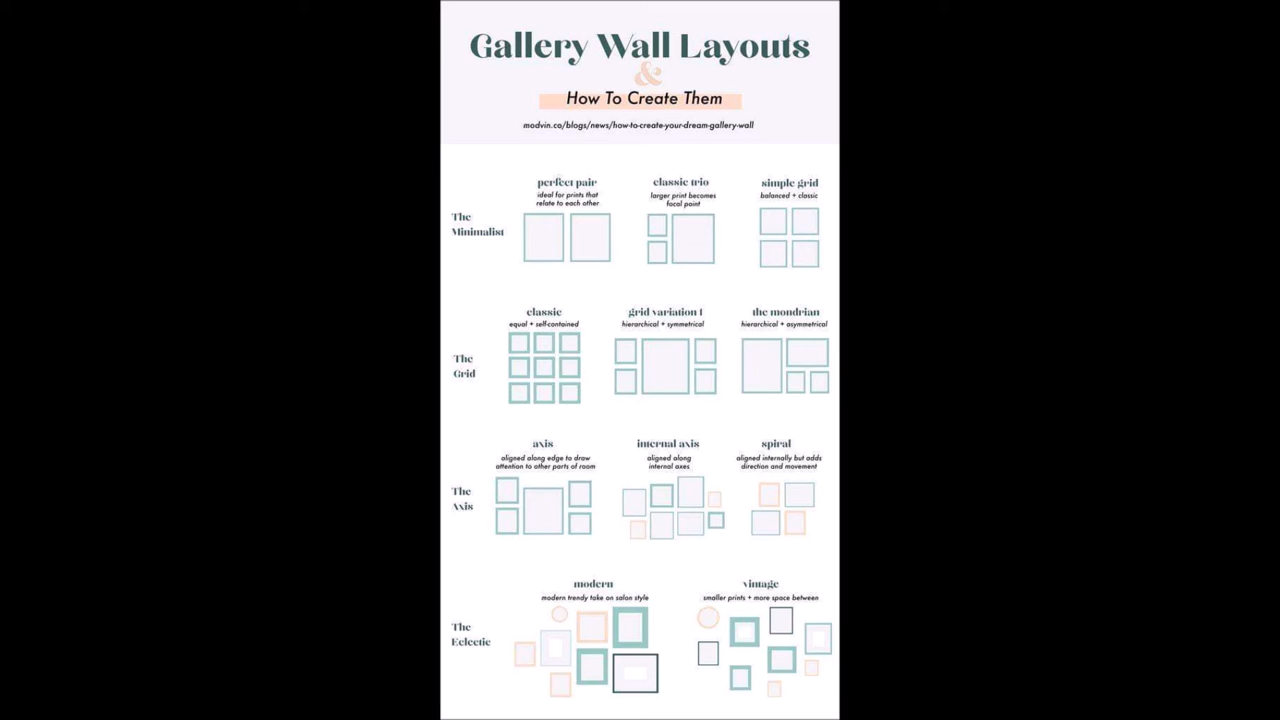 Gallery Wall Layouts
&
How To Create Them
modvin.co/blogs/news/how-to-create-your-dream-gallery-wall
The
Minimalist
perfect pair
ideal for prints that
relate to each other
classic trio
larger print becomes
focal point
simple grid
balanced + classic
The
Grid
classic
equal + self-contained
grid variation 1
hierarchical + symmetrical
the mondrian
hierarchical + asymmetrical
The
Axis
axis
aligned along edge to draw
attention to other parts of room
internal axis
aligned along
internal axes
spiral
aligned internally but adds
direction and movement
The
Eclectic
modern
modern trendy take on salon style
vintage
smaller prints + more space between